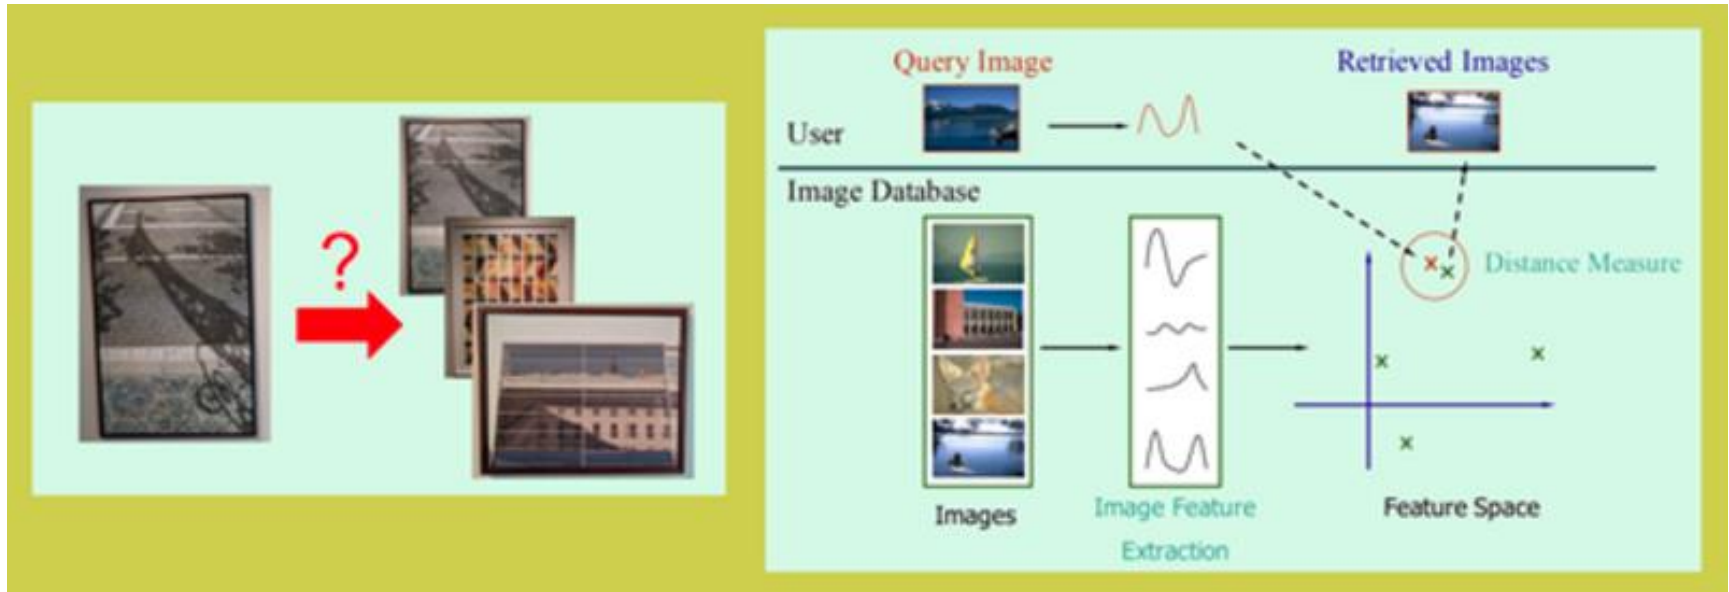 ?
Query Image
Retrieved Images
User
Image Database
Distance Measure
Images
Image Feature
Extraction
Feature Space